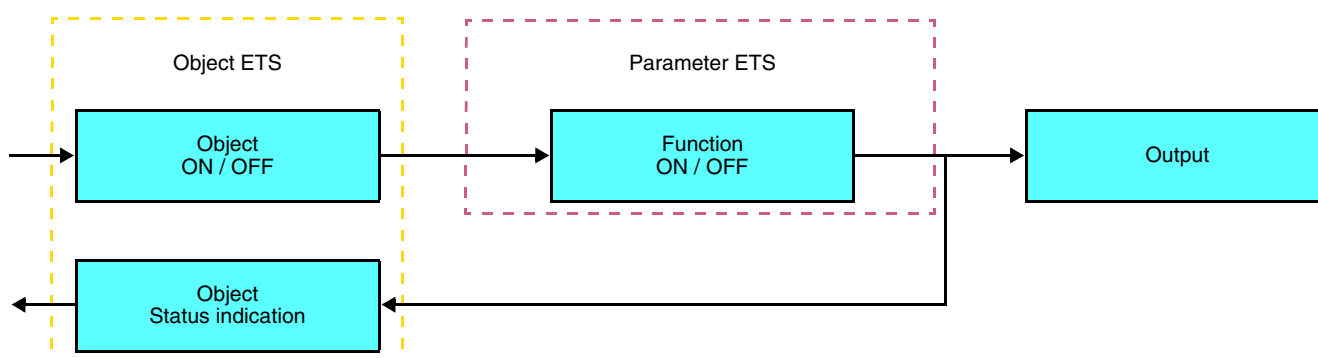 Object ETS
Parameter ETS
Object
ON / OFF
Function
ON / OFF
Output
Object
Status indication